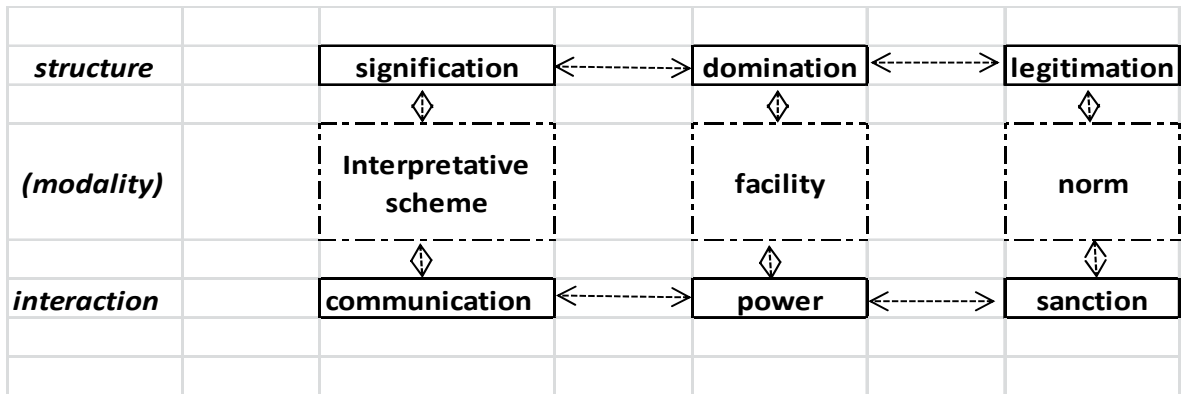 structure signification domination legitimation
(modality) Interpretative scheme facility norm
interaction communication power sanction